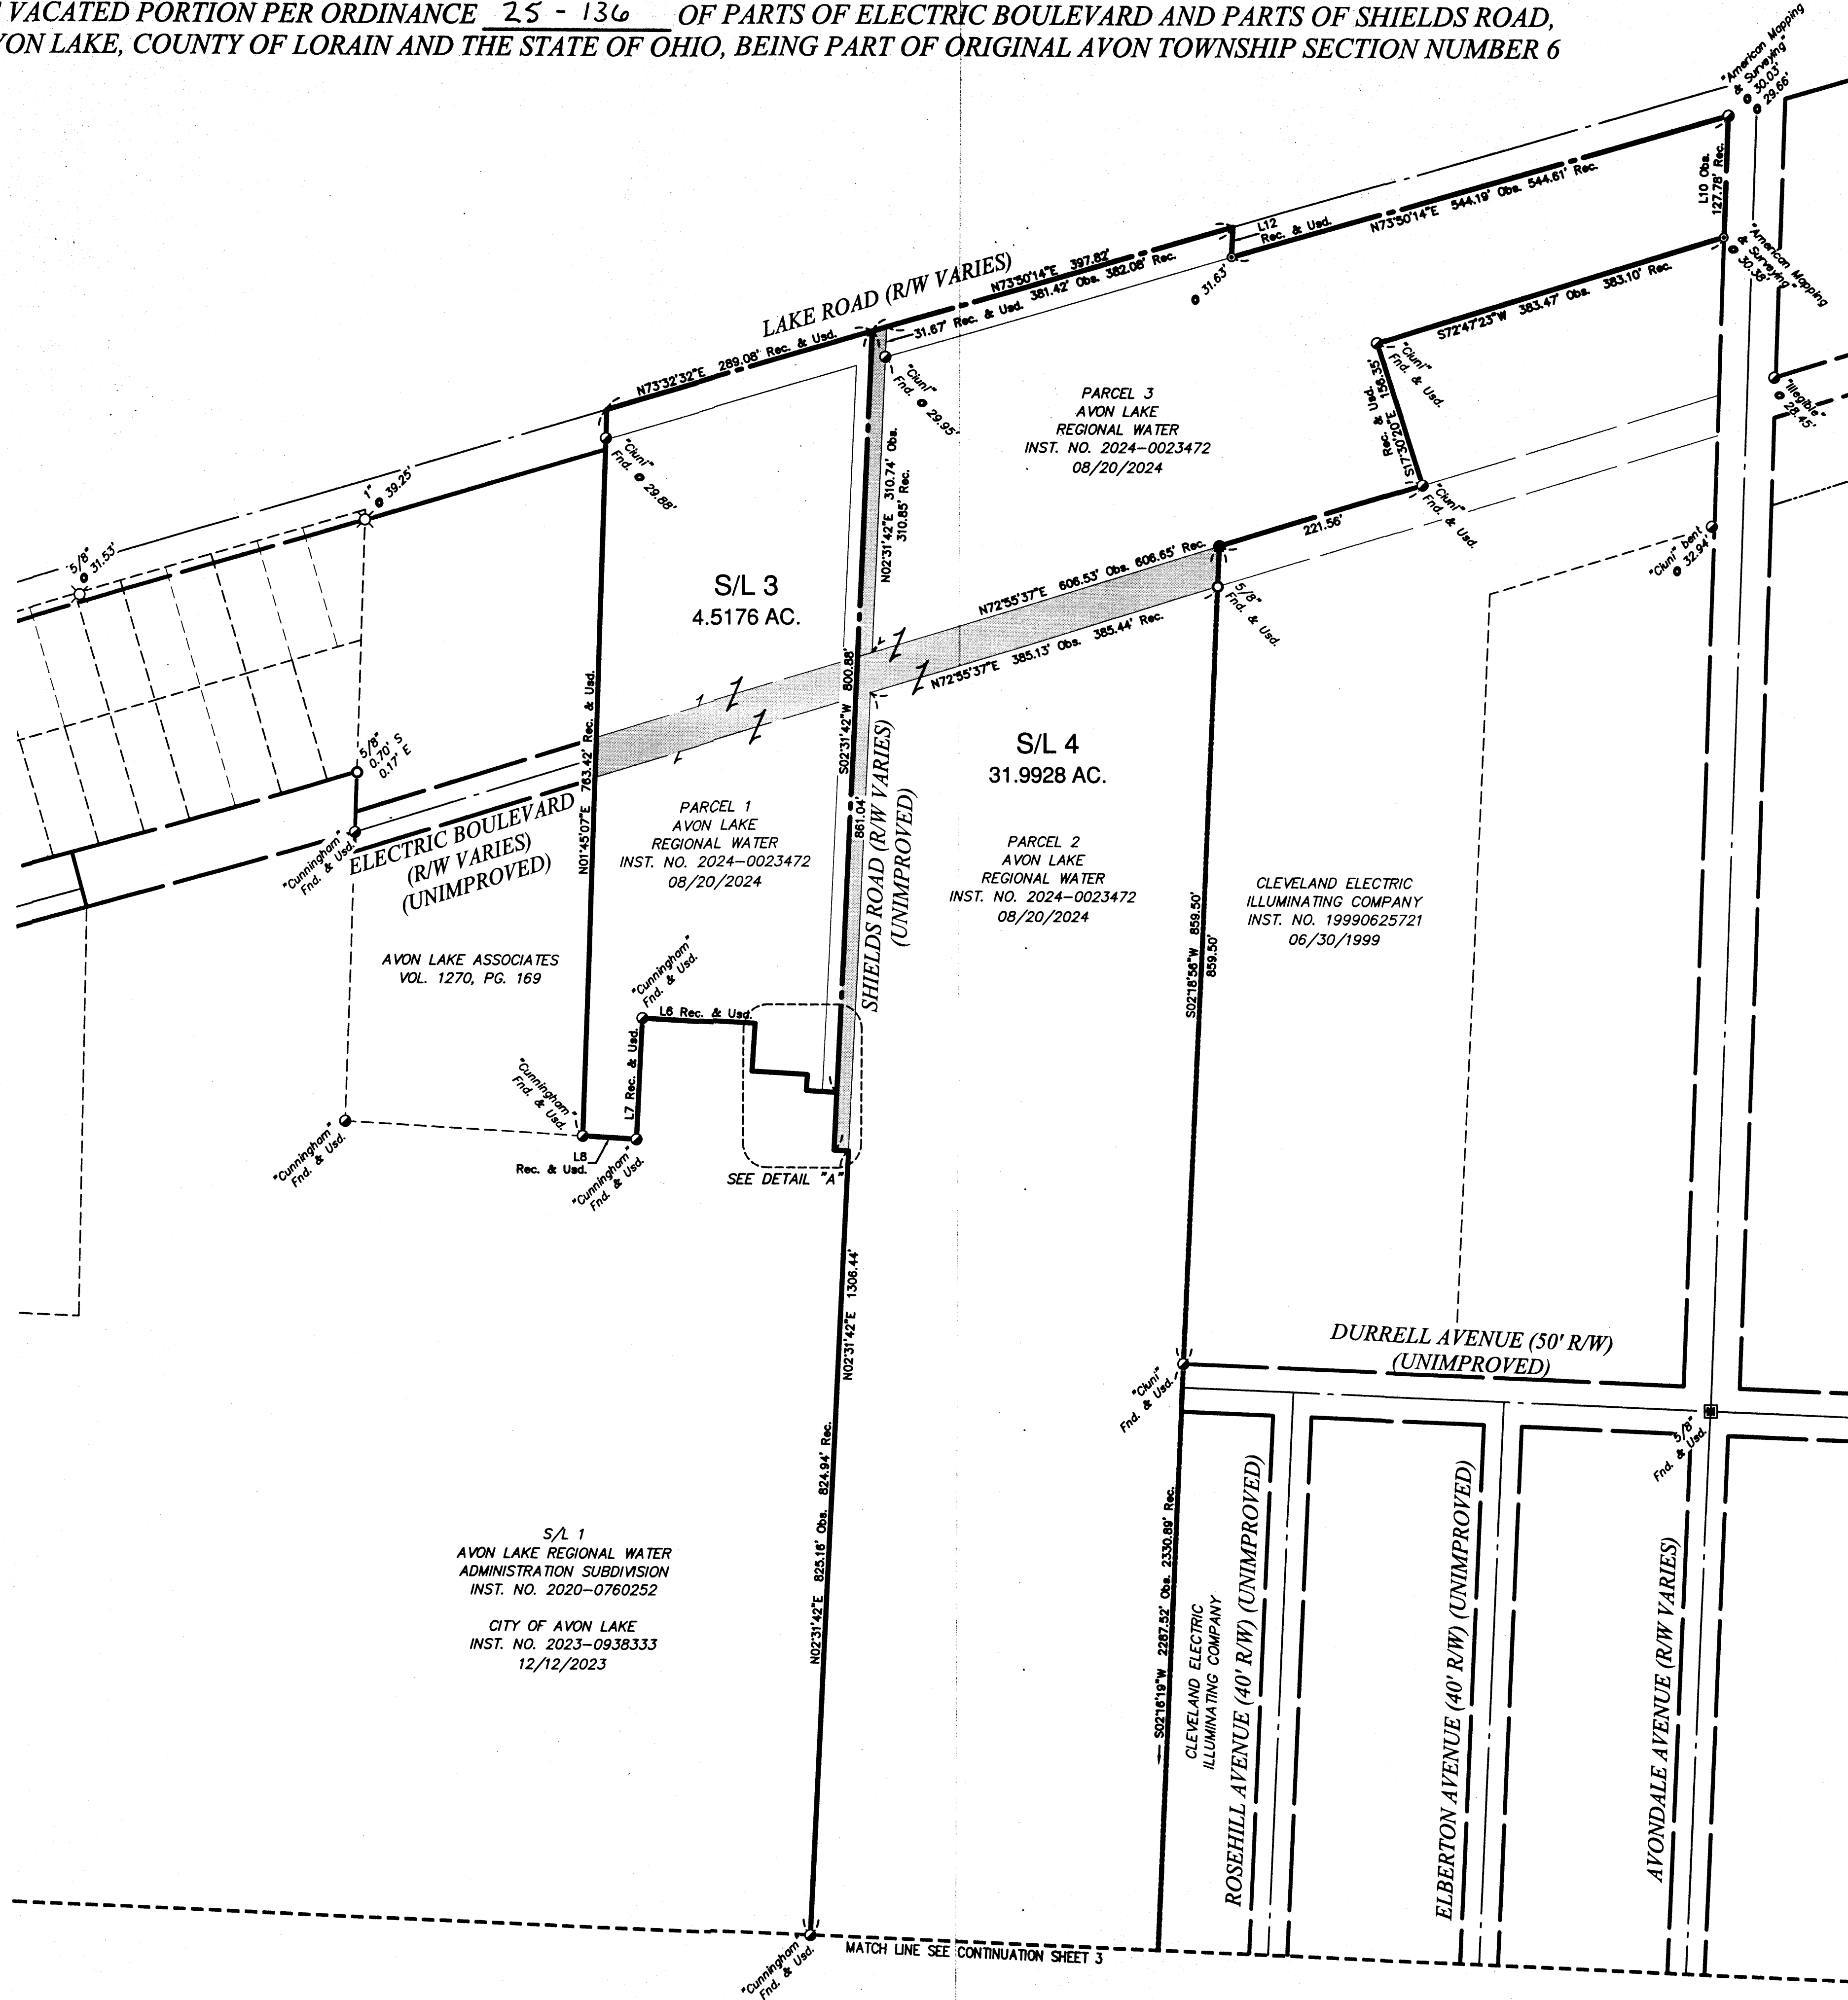 VACATED PORTION PER ORDINANCE 25 - 136 OF PARTS OF ELECTRIC BOULEVARD AND PARTS OF SHIELDS ROAD,
VON LAKE, COUNTY OF LORAIN AND THE STATE OF OHIO, BEING PART OF ORIGINAL AVON TOWNSHIP SECTION NUMBER 6
"American Mapping
& Surveying"
30.03'
29.66'
L10 Obs.
127.78' Rec.
"American Mapping
& Surveying"
30.38'
L12
Rec. & Usd.
N73°50'14"E 544.19' Obs. 544.61' Rec.
LAKE ROAD (R/W VARIES)
N73°50'14"E 397.82'
31.67' Rec. & Usd. 381.42' Obs. 382.08' Rec.
31.63'
N73°32'32"E 289.08' Rec. & Usd.
S72°47'23"W 383.47' Obs. 383.10' Rec.
"Ciuni"
Fnd. & Usd.
Rec. & Usd.
S17°30'20"E 156.35'
"Illegible"
28.45'
"Ciuni"
Fnd. @ 29.95'
"Ciuni"
Fnd. @ 29.88'
PARCEL 3
AVON LAKE
REGIONAL WATER
INST. NO. 2024-0023472
08/20/2024
N02°31'42"E 310.74' Obs.
310.85' Rec.
1"
39.25'
5/8"
31.53'
"Ciuni"
Fnd. & Usd.
221.56'
"Ciuni" bent
32.94'
S/L 3
4.5176 AC.
N72°55'37"E 606.53' Obs. 606.65' Rec.
5/8"
Fnd. & Usd.
N72°55'37"E 385.13' Obs. 385.44' Rec.
N01°45'07"E 763.42' Rec. & Usd.
S02°31'42"W 800.88'
861.04'
SHIELDS ROAD (R/W VARIES)
(UNIMPROVED)
5/8"
0.70' S
0.17' E
"Cunningham"
Fnd. & Usd.
ELECTRIC BOULEVARD
(R/W VARIES)
(UNIMPROVED)
S/L 4
31.9928 AC.
PARCEL 1
AVON LAKE
REGIONAL WATER
INST. NO. 2024-0023472
08/20/2024
PARCEL 2
AVON LAKE
REGIONAL WATER
INST. NO. 2024-0023472
08/20/2024
CLEVELAND ELECTRIC
ILLUMINATING COMPANY
INST. NO. 19990625721
06/30/1999
S02°18'56"W 859.50'
859.50'
AVON LAKE ASSOCIATES
VOL. 1270, PG. 169
"Cunningham"
Fnd. & Usd.
L6 Rec. & Usd.
L7 Rec. & Usd.
"Cunningham"
Fnd. & Usd.
"Cunningham"
Fnd. & Usd.
L8
Rec. & Usd.
"Cunningham"
Fnd. & Usd.
SEE DETAIL "A"
N02°31'42"E 1306.44'
DURRELL AVENUE (50' R/W)
(UNIMPROVED)
"Ciuni"
Fnd. & Usd.
5/8"
Fnd. & Usd.
N02°31'42"E 825.16' Obs. 824.94' Rec.
S02°16'19"W 2287.52' Obs. 2330.89' Rec.
CLEVELAND ELECTRIC
ILLUMINATING COMPANY
ROSEHILL AVENUE (40' R/W) (UNIMPROVED)
ELBERTON AVENUE (40' R/W) (UNIMPROVED)
AVONDALE AVENUE (R/W VARIES)
S/L 1
AVON LAKE REGIONAL WATER
ADMINISTRATION SUBDIVISION
INST. NO. 2020-0760252
CITY OF AVON LAKE
INST. NO. 2023-0938333
12/12/2023
"Cunningham"
Fnd. & Usd.
MATCH LINE SEE CONTINUATION SHEET 3